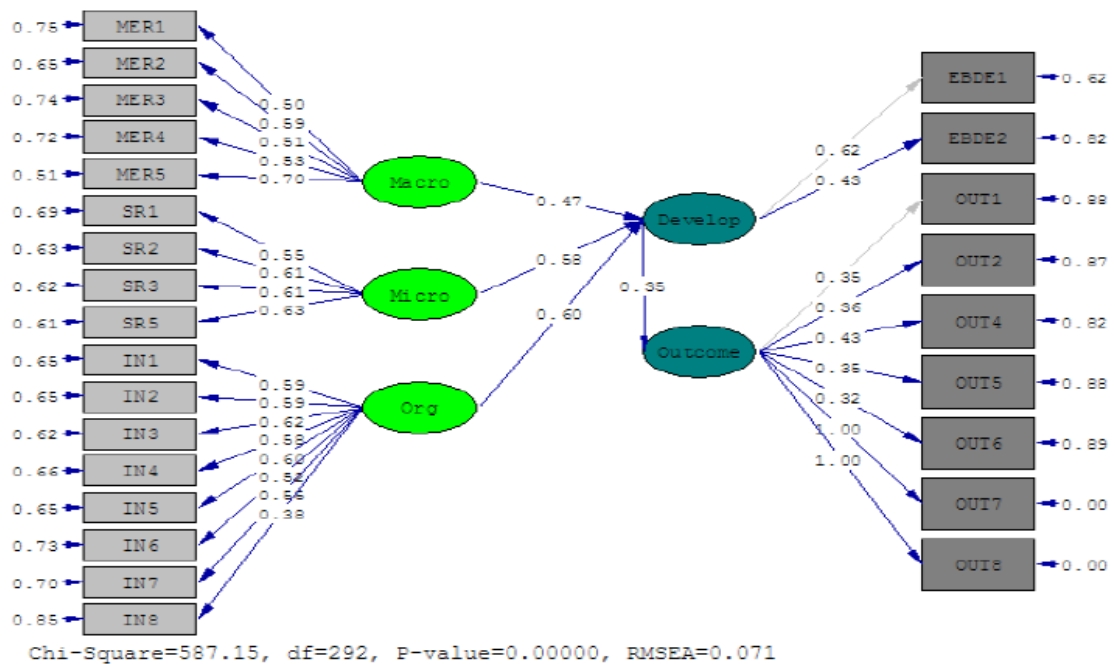 0.75 MER1
0.65 MER2
0.74 MER3
0.72 MER4
0.51 MER5
0.69 SR1
0.63 SR2
0.62 SR3
0.61 SR5
0.65 IN1
0.65 IN2
0.62 IN3
0.66 IN4
0.65 IN5
0.73 IN6
0.70 IN7
0.85 IN8
0.50
0.59
0.51
0.53
0.70
0.55
0.61
0.61
0.63
0.59
0.59
0.62
0.58
0.60
0.52
0.38
Macro
Micro
Org
0.47
0.58
0.60
Develop
0.35
Outcome
0.62
0.43
0.35
0.36
0.43
0.35
0.32
1.00
1.00
EBDE1 0.62
EBDE2 0.82
OUT1 0.88
OUT2 0.87
OUT4 0.82
OUT5 0.88
OUT6 0.89
OUT7 0.00
OUT8 0.00
Chi-Square=587.15, df=292, P-value=0.00000, RMSEA=0.071